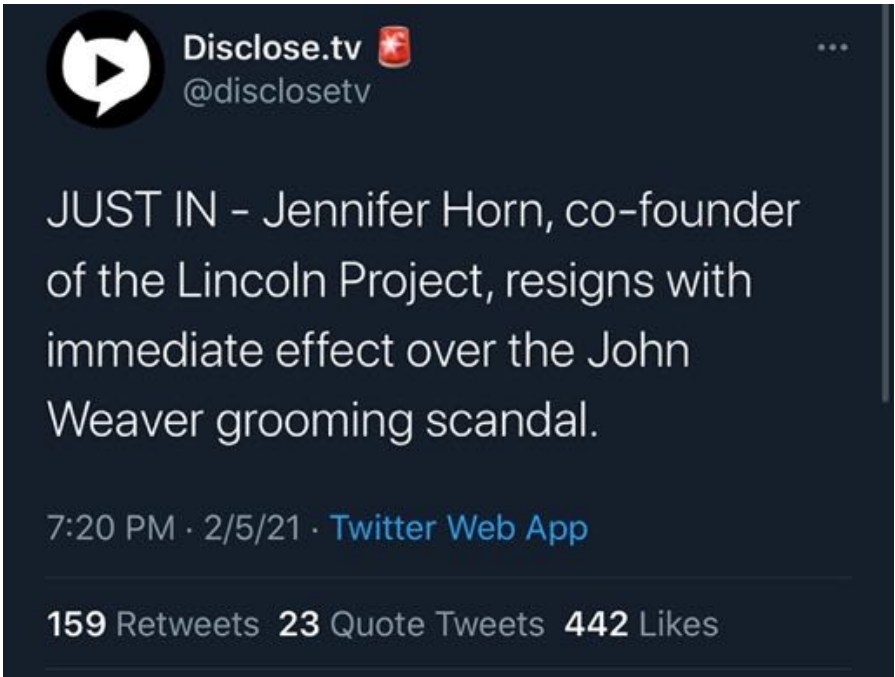 Disclose.tv 🚨
@disclosetv
JUST IN - Jennifer Horn, co-founder
of the Lincoln Project, resigns with
immediate effect over the John
Weaver grooming scandal.
7:20 PM · 2/5/21 · Twitter Web App
159 Retweets 23 Quote Tweets 442 Likes